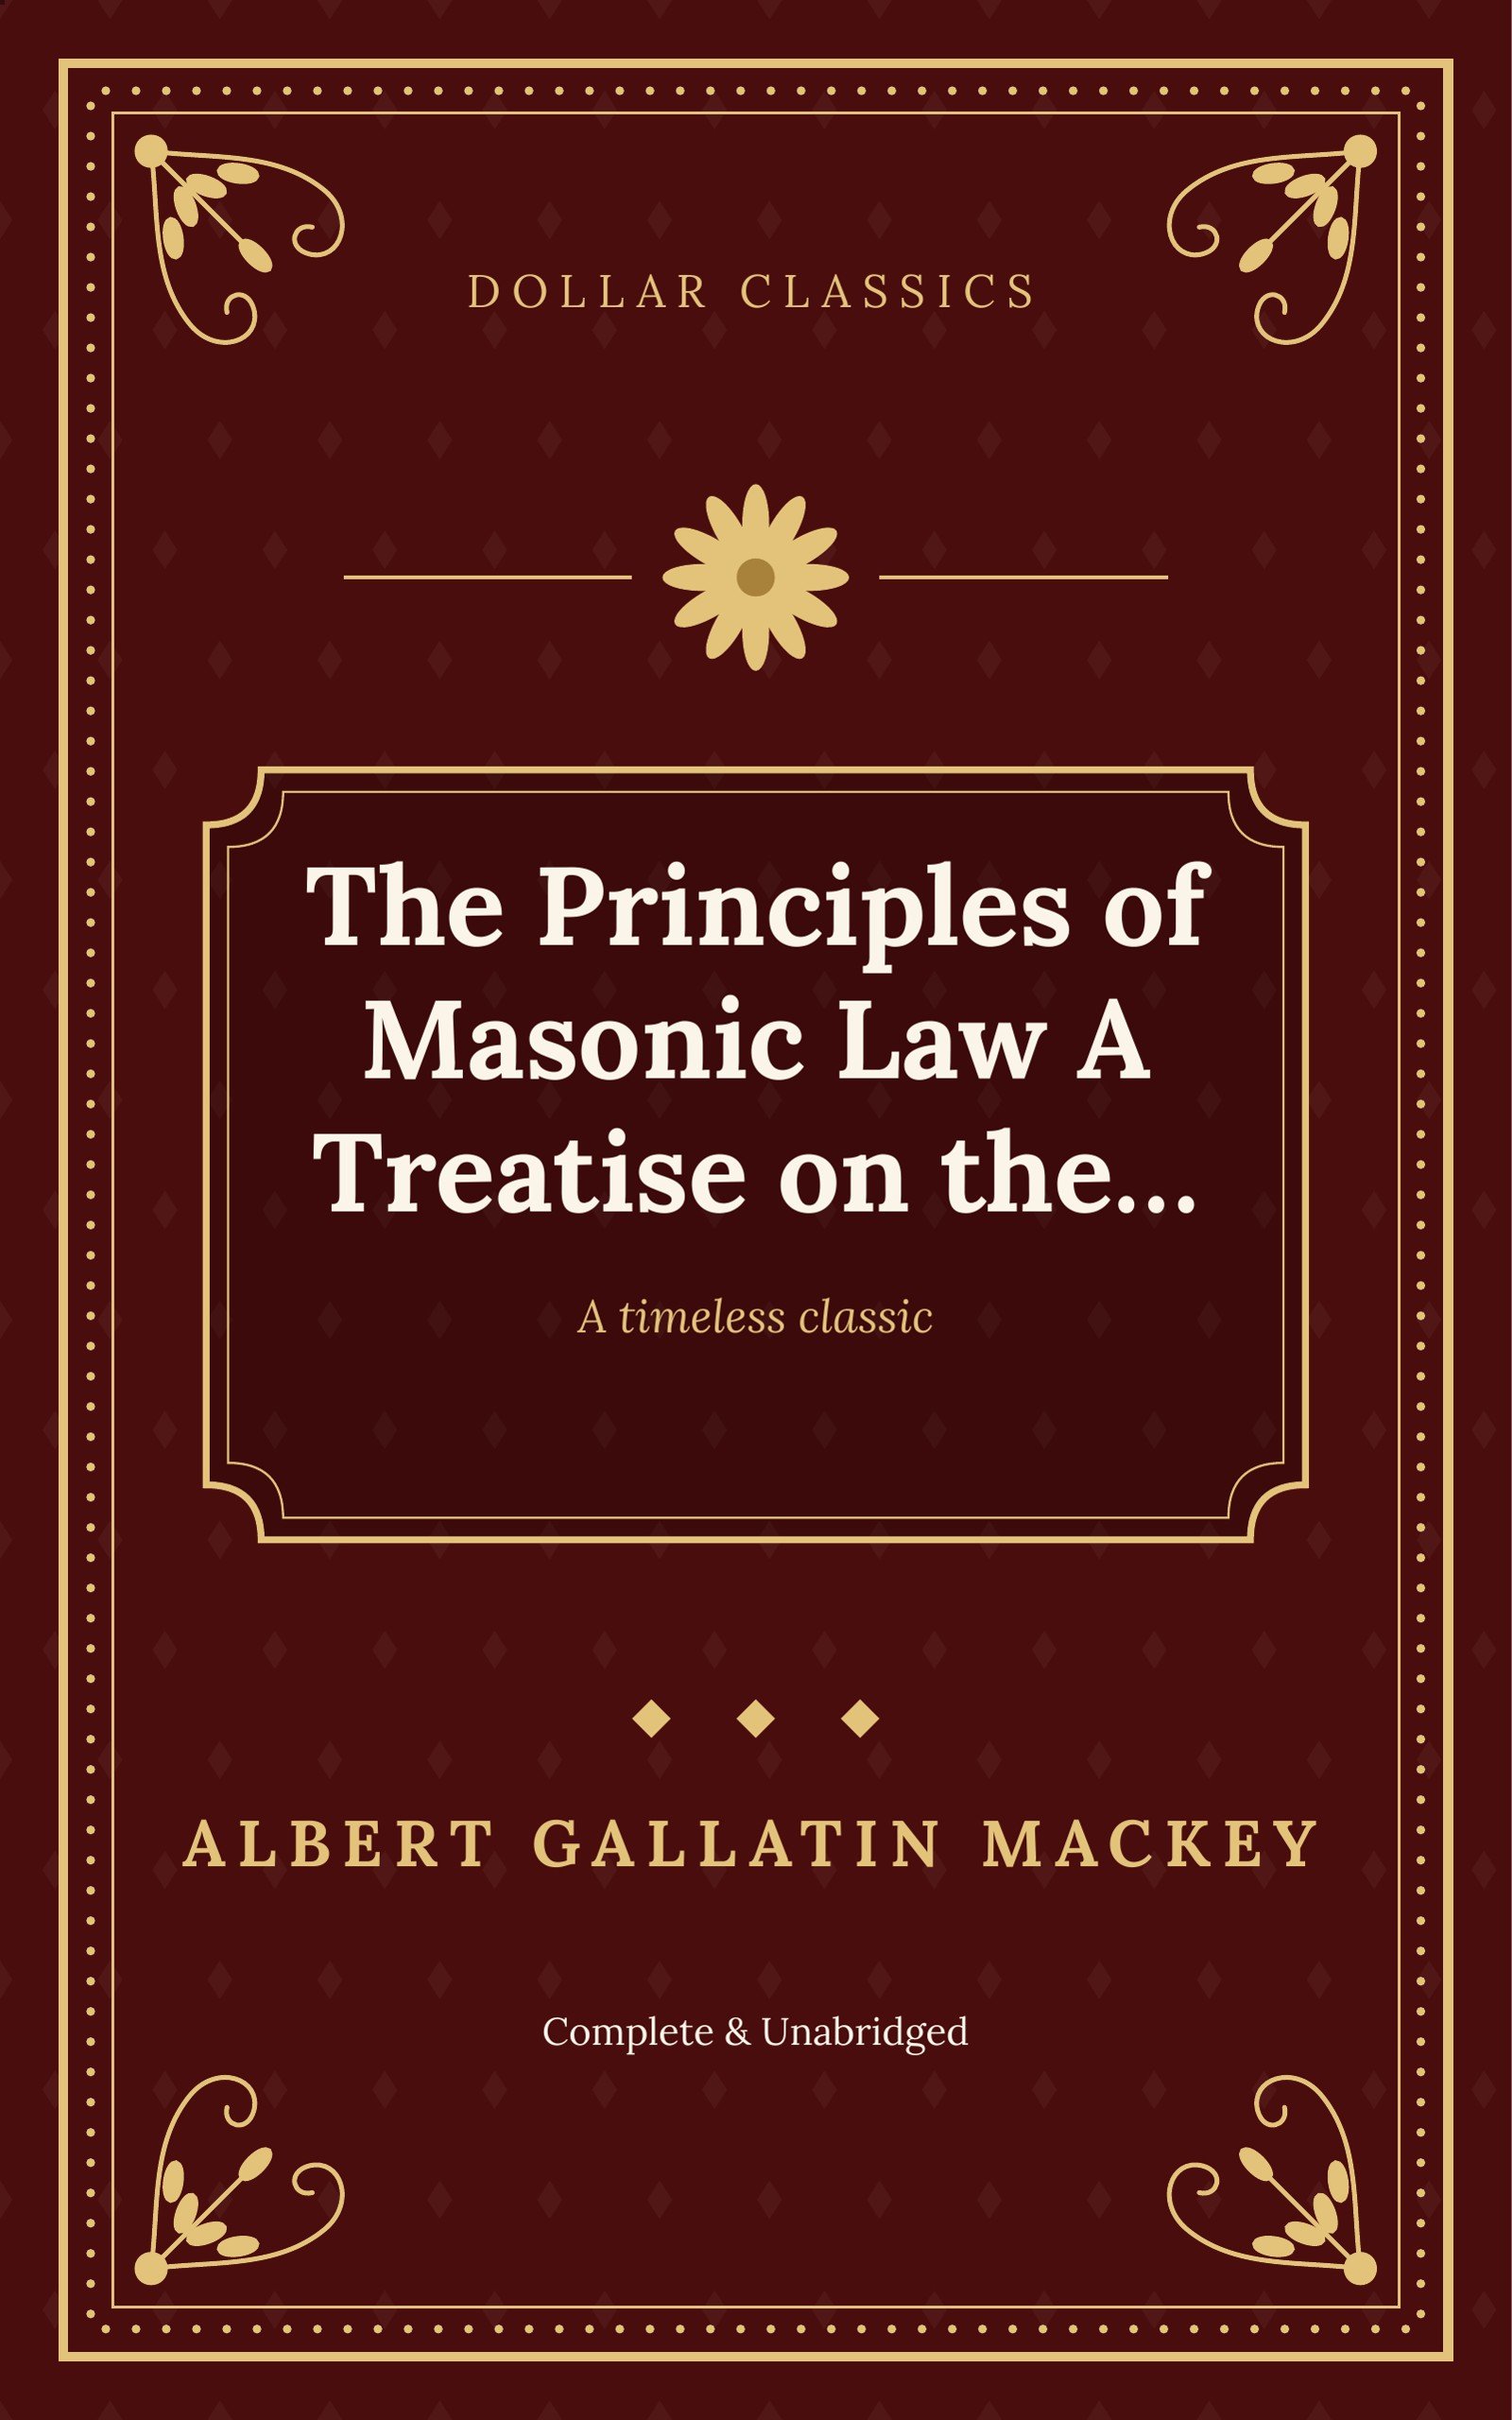 DOLLAR CLASSICS
The Principles of
Masonic Law A
Treatise on the...
A timeless classic
ALBERT GALLATIN MACKEY
Complete & Unabridged